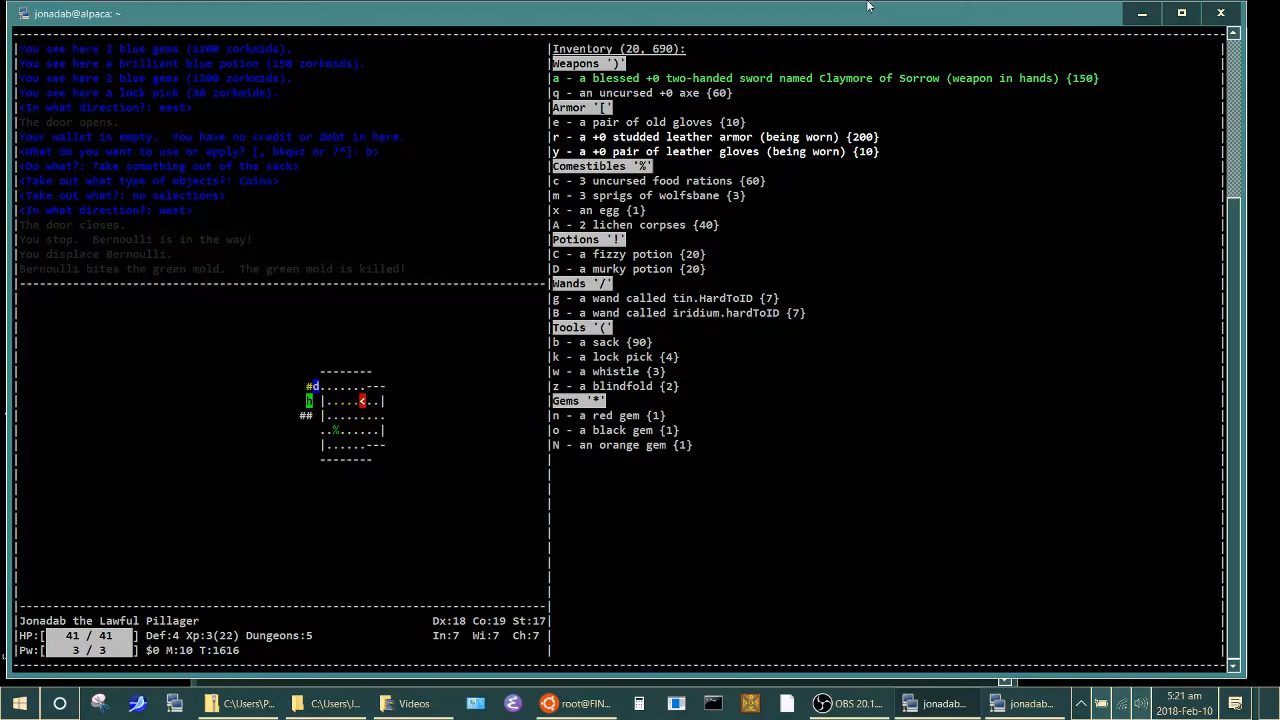 jonadab@alpaca: ~
You see here 2 blue gems (1200 zorkmids).
You see here a brilliant blue potion (150 zorkmids).
You see here 2 blue gems (1200 zorkmids).
You see here a lock pick (30 zorkmids).
<In what direction?: east>
The door opens.
Your wallet is empty.  You have no credit or debt in here.
<What do you want to use or apply? [, bkqwz or ?*]: b>
<Do what?: Take something out of the sack>
<Take out what type of objects?: Coins>
<Take out what?: no selections>
<In what direction?: west>
The door closes.
You stop.  Bernoulli is in the way!
You displace Bernoulli.
Bernoulli bites the green mold.  The green mold is killed!
--------
#d.......---
h |.....<..|
## |........
..%......|
|......---
--------
Jonadab the Lawful Pillager Dx:18 Co:19 St:17
HP:[ 41 / 41 ] Def:4 Xp:3(22) Dungeons:5 In:7 Wi:7 Ch:7
Pw:[ 3 / 3 ] $0 M:10 T:1616
Inventory (20, 690):
Weapons ')'
a - a blessed +0 two-handed sword named Claymore of Sorrow (weapon in hands) {150}
q - an uncursed +0 axe {60}
Armor '['
e - a pair of old gloves {10}
r - a +0 studded leather armor (being worn) {200}
y - a +0 pair of leather gloves (being worn) {10}
Comestibles '%'
c - 3 uncursed food rations {60}
m - 3 sprigs of wolfsbane {3}
x - an egg {1}
A - 2 lichen corpses {40}
Potions '!'
C - a fizzy potion {20}
D - a murky potion {20}
Wands '/'
g - a wand called tin.HardToID {7}
B - a wand called iridium.hardToID {7}
Tools '('
b - a sack {90}
k - a lock pick {4}
w - a whistle {3}
z - a blindfold {2}
Gems '*'
n - a red gem {1}
o - a black gem {1}
N - an orange gem {1}
C:\Users\P...
C:\Users\J...
Videos
root@FIN...
OBS 20.1....
jonadab...
jonadab...
5:21 am
2018-Feb-10